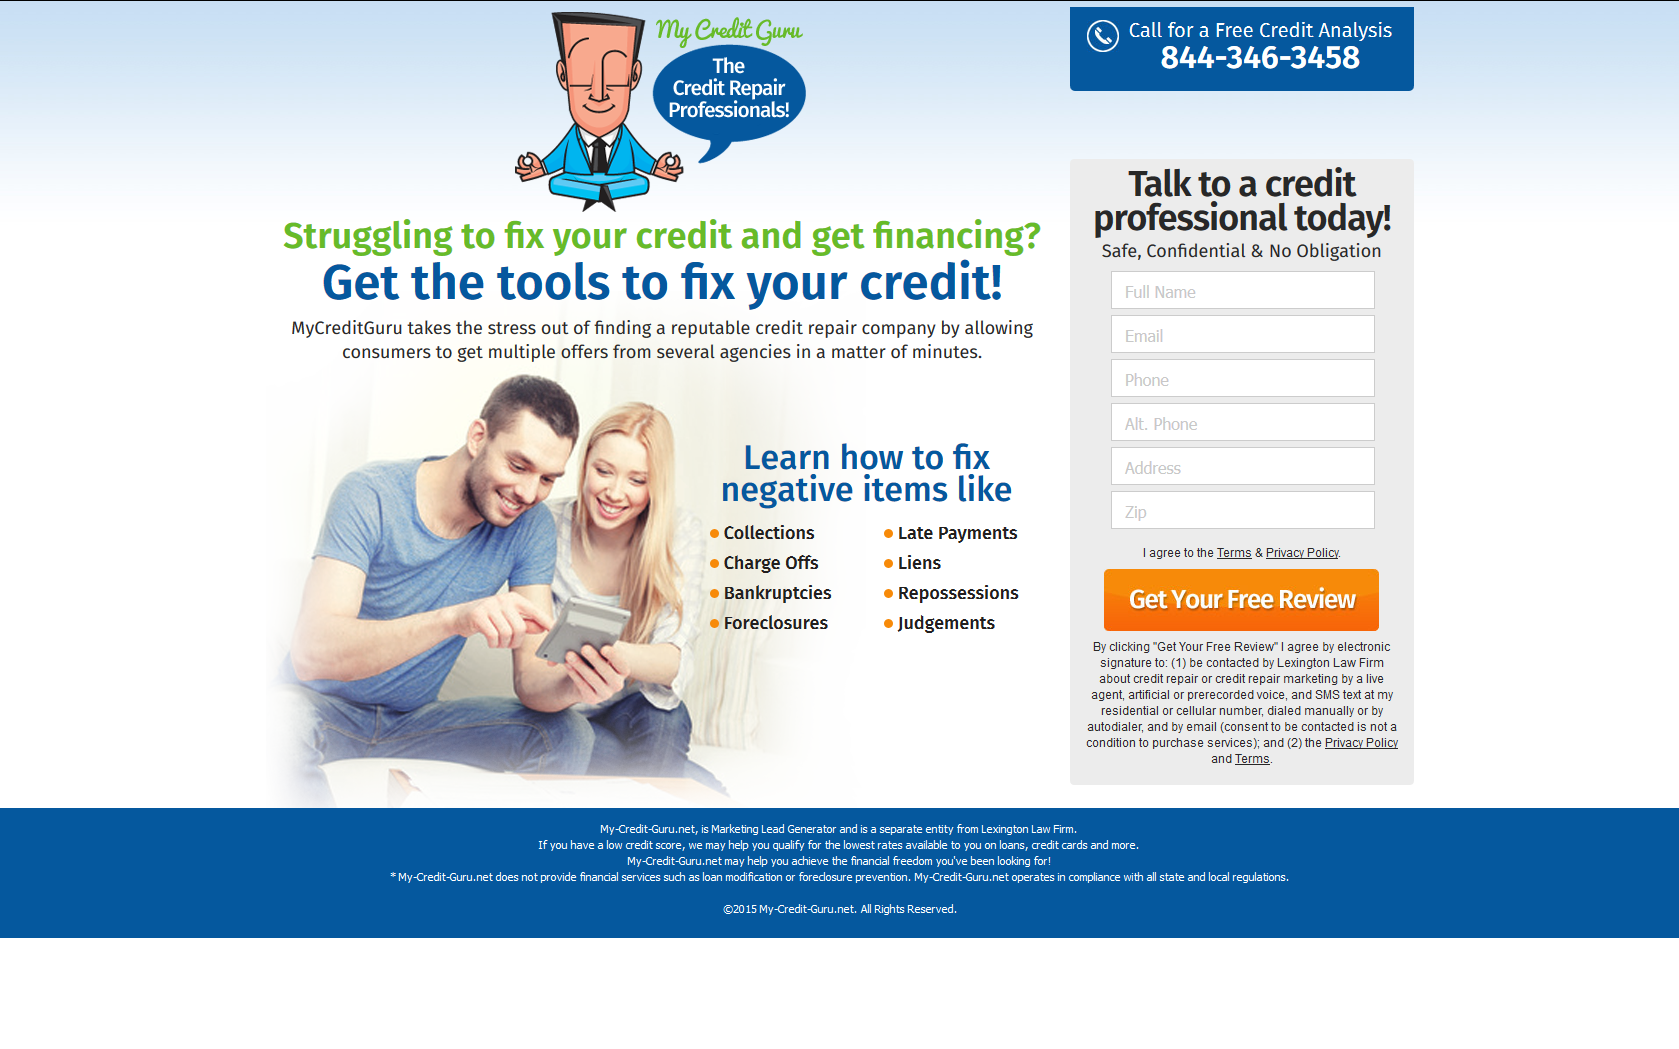 My Credit Guru
The
Credit Repair
Professionals!
Call for a Free Credit Analysis
844-346-3458
Struggling to fix your credit and get financing?
Get the tools to fix your credit!
MyCreditGuru takes the stress out of finding a reputable credit repair company by allowing
consumers to get multiple offers from several agencies in a matter of minutes.
Learn how to fix
negative items like
Collections
Charge Offs
Bankruptcies
Foreclosures
Late Payments
Liens
Repossessions
Judgements
Talk to a credit
professional today!
Safe, Confidential & No Obligation
Full Name
Email
Phone
Alt. Phone
Address
Zip
I agree to the Terms & Privacy Policy.
Get Your Free Review
By clicking "Get Your Free Review" I agree by electronic
signature to: (1) be contacted by Lexington Law Firm
about credit repair or credit repair marketing by a live
agent, artificial or prerecorded voice, and SMS text at my
residential or cellular number, dialed manually or by
autodialer, and by email (consent to be contacted is not a
condition to purchase services); and (2) the Privacy Policy
and Terms.
My-Credit-Guru.net, is Marketing Lead Generator and is a separate entity from Lexington Law Firm.
If you have a low credit score, we may help you qualify for the lowest rates available to you on loans, credit cards and more.
My-Credit-Guru.net may help you achieve the financial freedom you've been looking for!
* My-Credit-Guru.net does not provide financial services such as loan modification or foreclosure prevention. My-Credit-Guru.net operates in compliance with all state and local regulations.
©2015 My-Credit-Guru.net. All Rights Reserved.